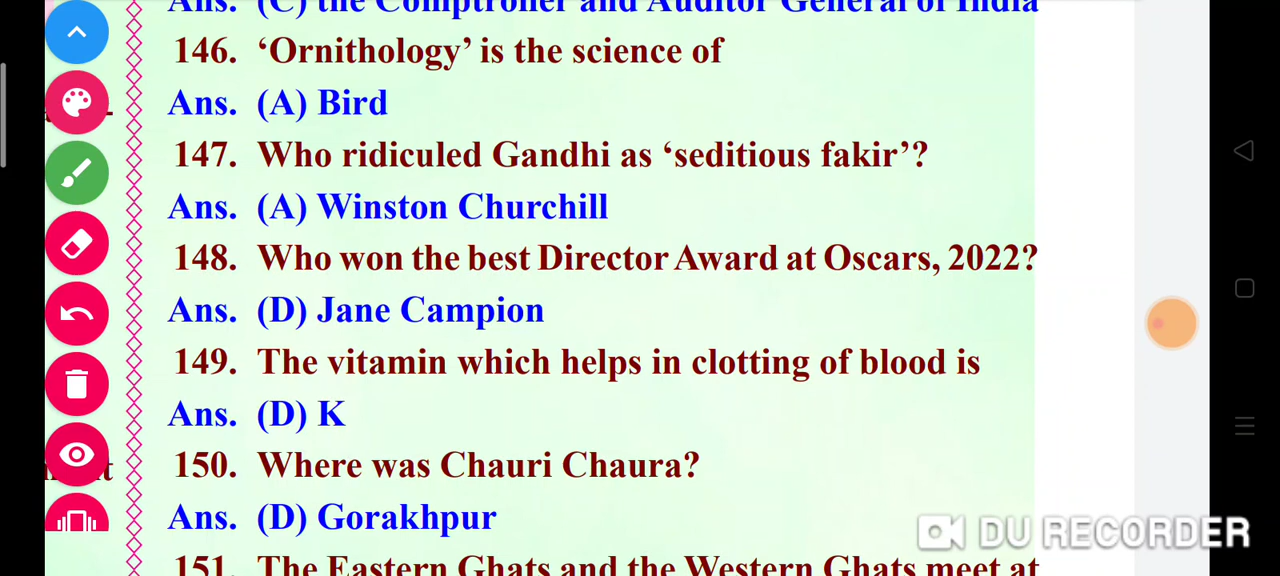 Ans. (C) the Comptroller and Auditor General of India
146. ‘Ornithology’ is the science of
Ans. (A) Bird
147. Who ridiculed Gandhi as ‘seditious fakir’?
Ans. (A) Winston Churchill
148. Who won the best Director Award at Oscars, 2022?
Ans. (D) Jane Campion
149. The vitamin which helps in clotting of blood is
Ans. (D) K
150. Where was Chauri Chaura?
Ans. (D) Gorakhpur
151. The Eastern Ghats and the Western Ghats meet at
DU RECORDER